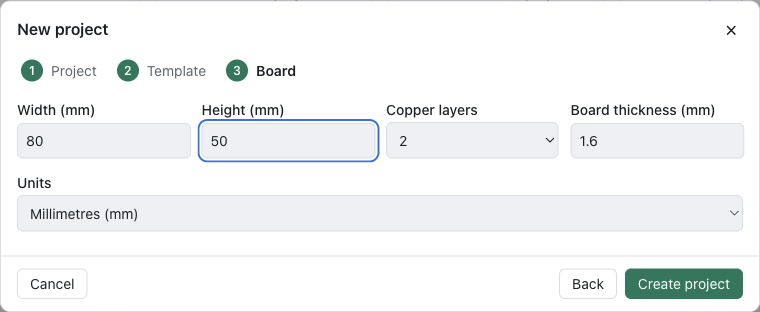 New project
1 Project 2 Template 3 Board
Width (mm) Height (mm) Copper layers Board thickness (mm)
80 50 2 1.6
Units
Millimetres (mm)
Cancel Back Create project